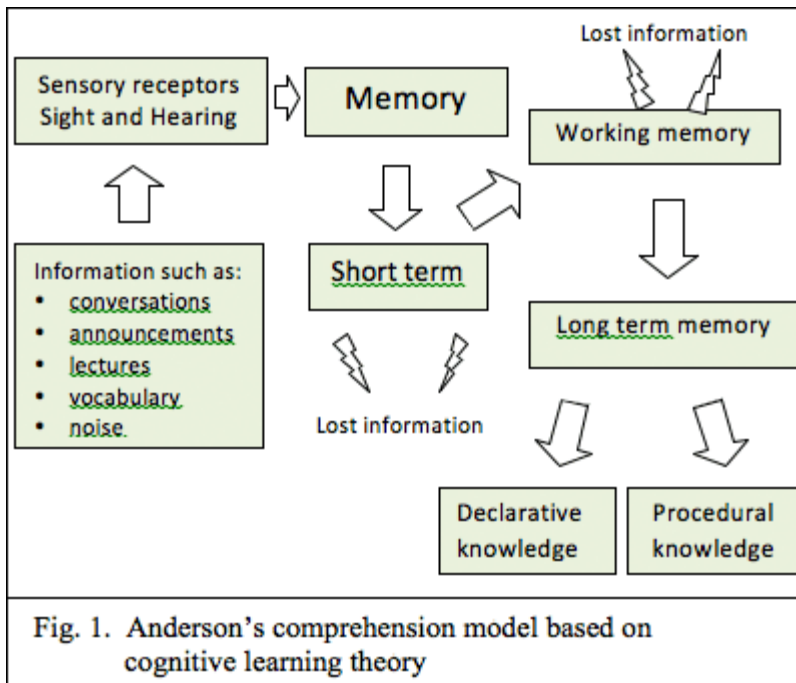 Lost information
Sensory receptors
Sight and Hearing
Memory
Working memory
Information such as:
• conversations
• announcements
• lectures
• vocabulary
• noise
Short term
Long term memory
Lost information
Declarative
knowledge
Procedural
knowledge
Fig. 1. Anderson's comprehension model based on
cognitive learning theory